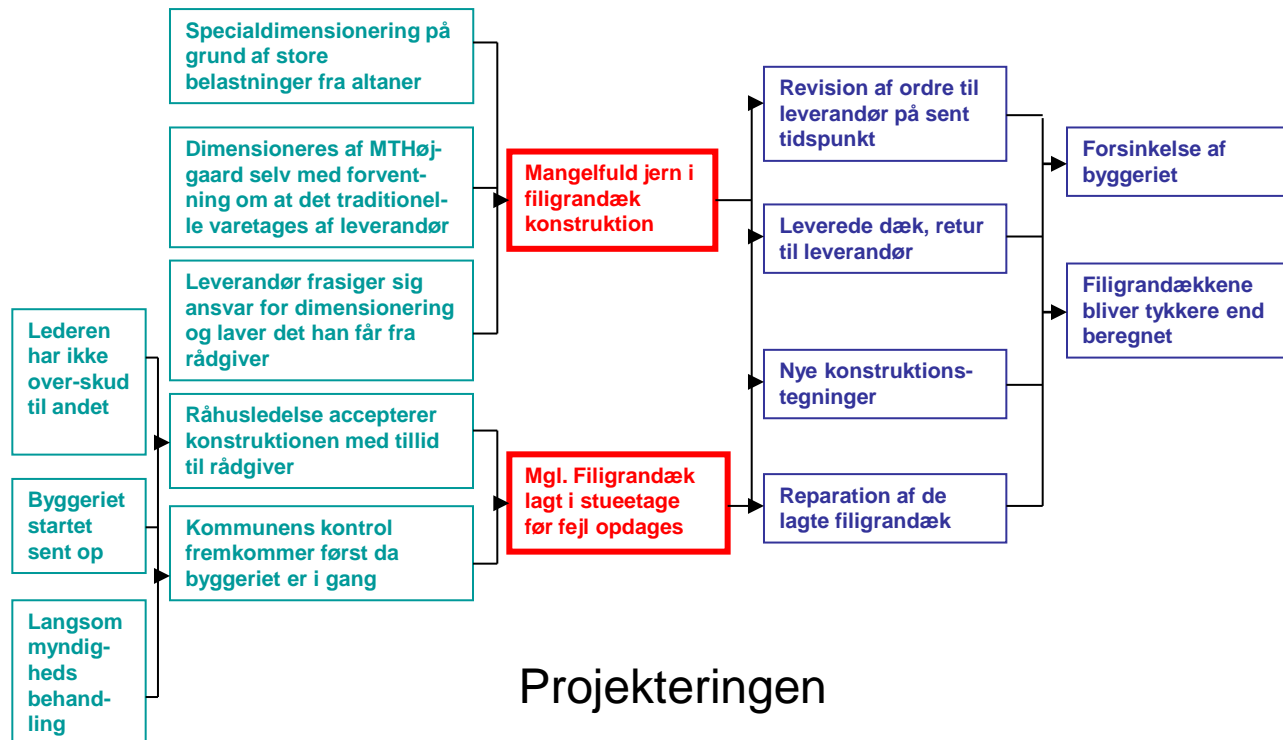 Specialdimensionering på
grund af store
belastninger fra altaner
Dimensioneres af MTHøj-
gaard selv med forvent-
ning om at det traditionel-
le varetages af leverandør
Leverandør frasiger sig
ansvar for dimensionering
og laver det han får fra
rådgiver
Lederen
har ikke
over-skud
til andet
Råhusledelse accepterer
konstruktionen med tillid
til rådgiver
Byggeriet
startet
sent op
Kommunens kontrol
fremkommer først da
byggeriet er i gang
Langsom
myndig-
heds
behand-
ling
Mangelfuld jern i
filigrandæk
konstruktion
Mgl. Filigrandæk
lagt i stueetage
før fejl opdages
Revision af ordre til
leverandør på sent
tidspunkt
Leverede dæk, retur
til leverandør
Nye konstruktions-
tegninger
Reparation af de
lagte filigrandæk
Forsinkelse af
byggeriet
Filigrandækkene
bliver tykkere end
beregnet
Projekteringen